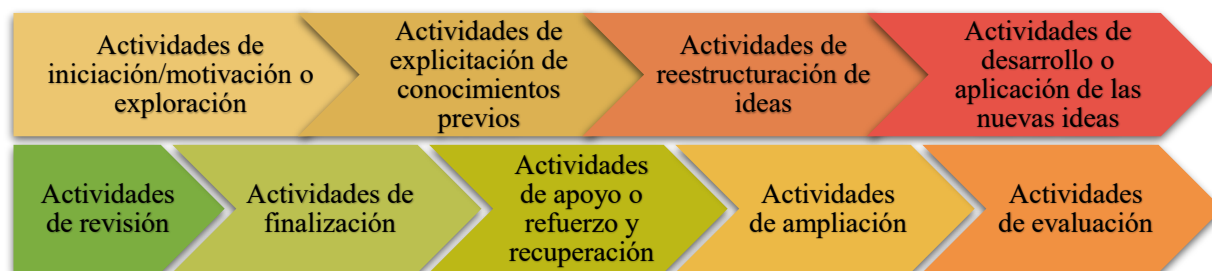 Actividades de
iniciación/motivación o
exploración
Actividades de
explicitación de
conocimientos
previos
Actividades de
reestructuración de
ideas
Actividades de
desarrollo o
aplicación de las
nuevas ideas
Actividades
de revisión
Actividades de
finalización
Actividades
de apoyo o
refuerzo y
recuperación
Actividades
de ampliación
Actividades
de evaluación